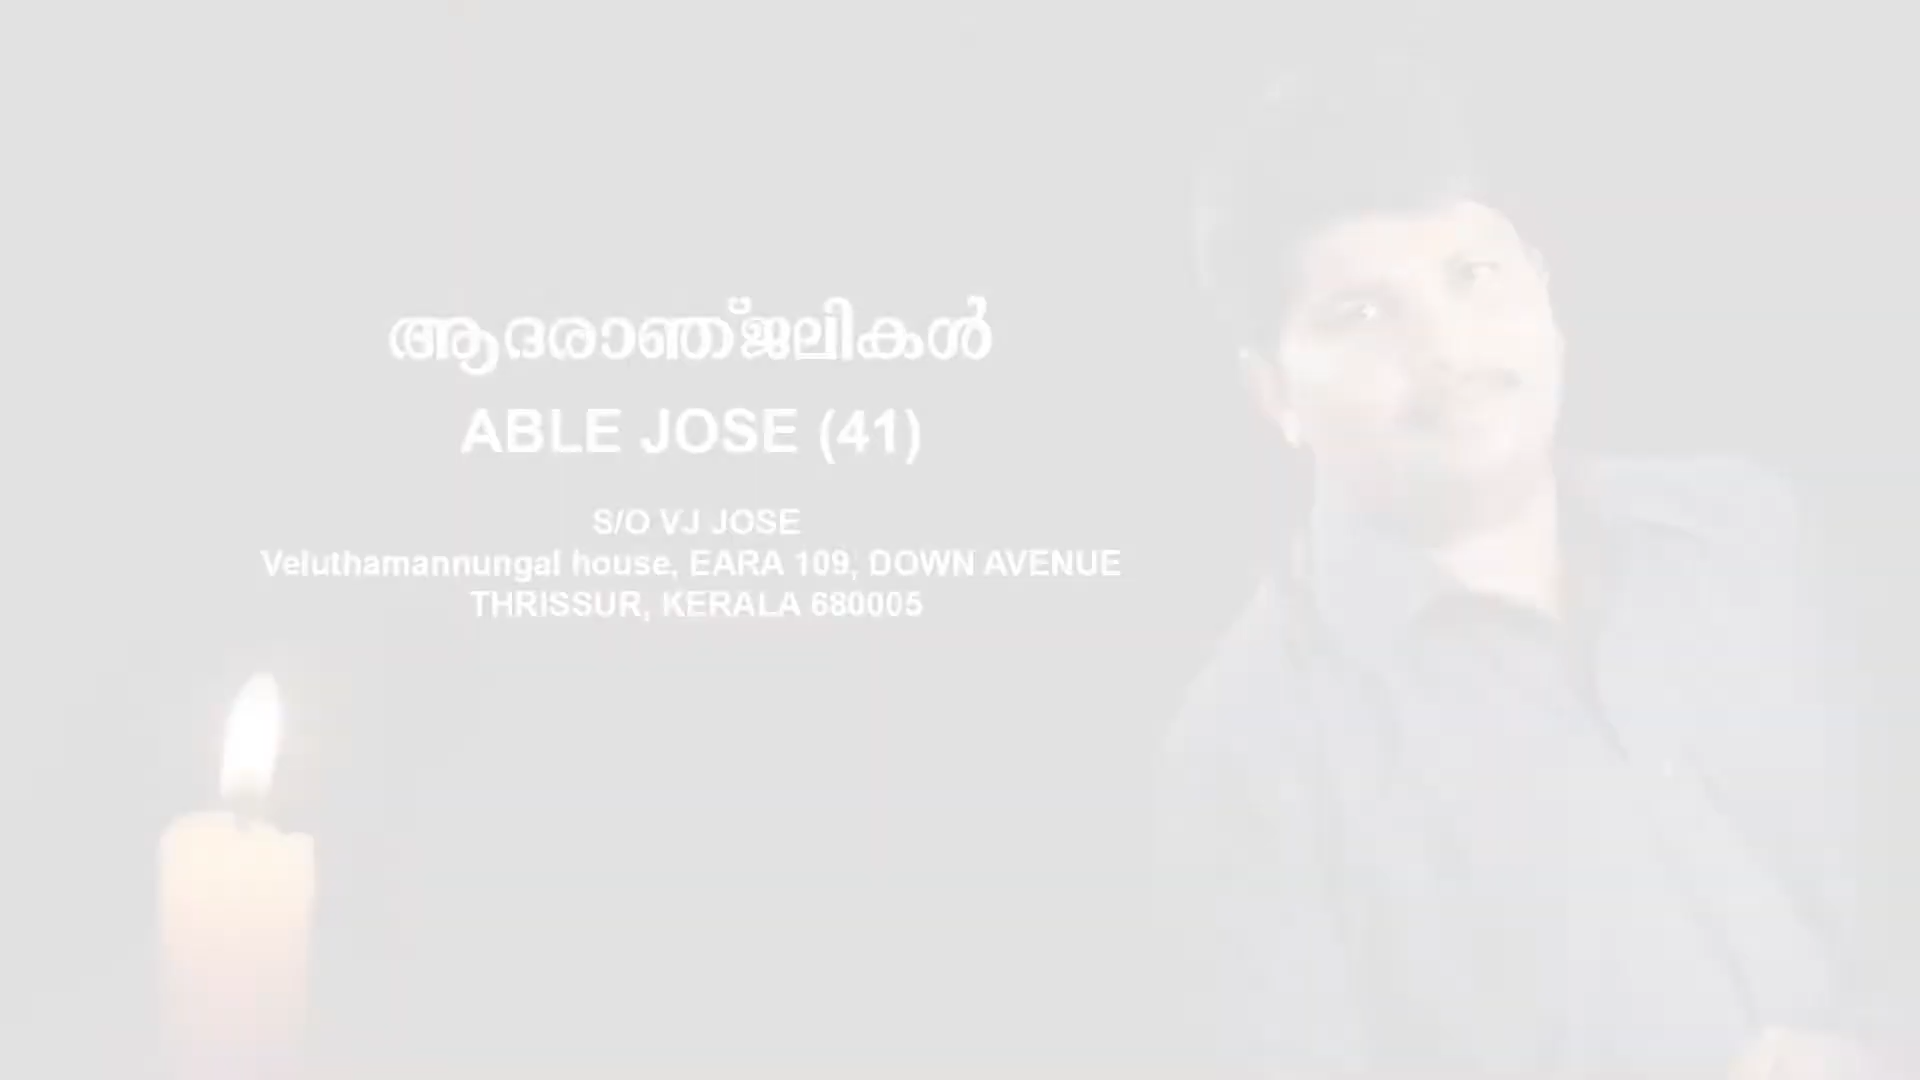 ആദരാഞ്ജലികൾ
ABLE JOSE (41)
S/O VJ JOSE
Veluthamannungal house, EARA 109, DOWN AVENUE
THRISSUR, KERALA 680005